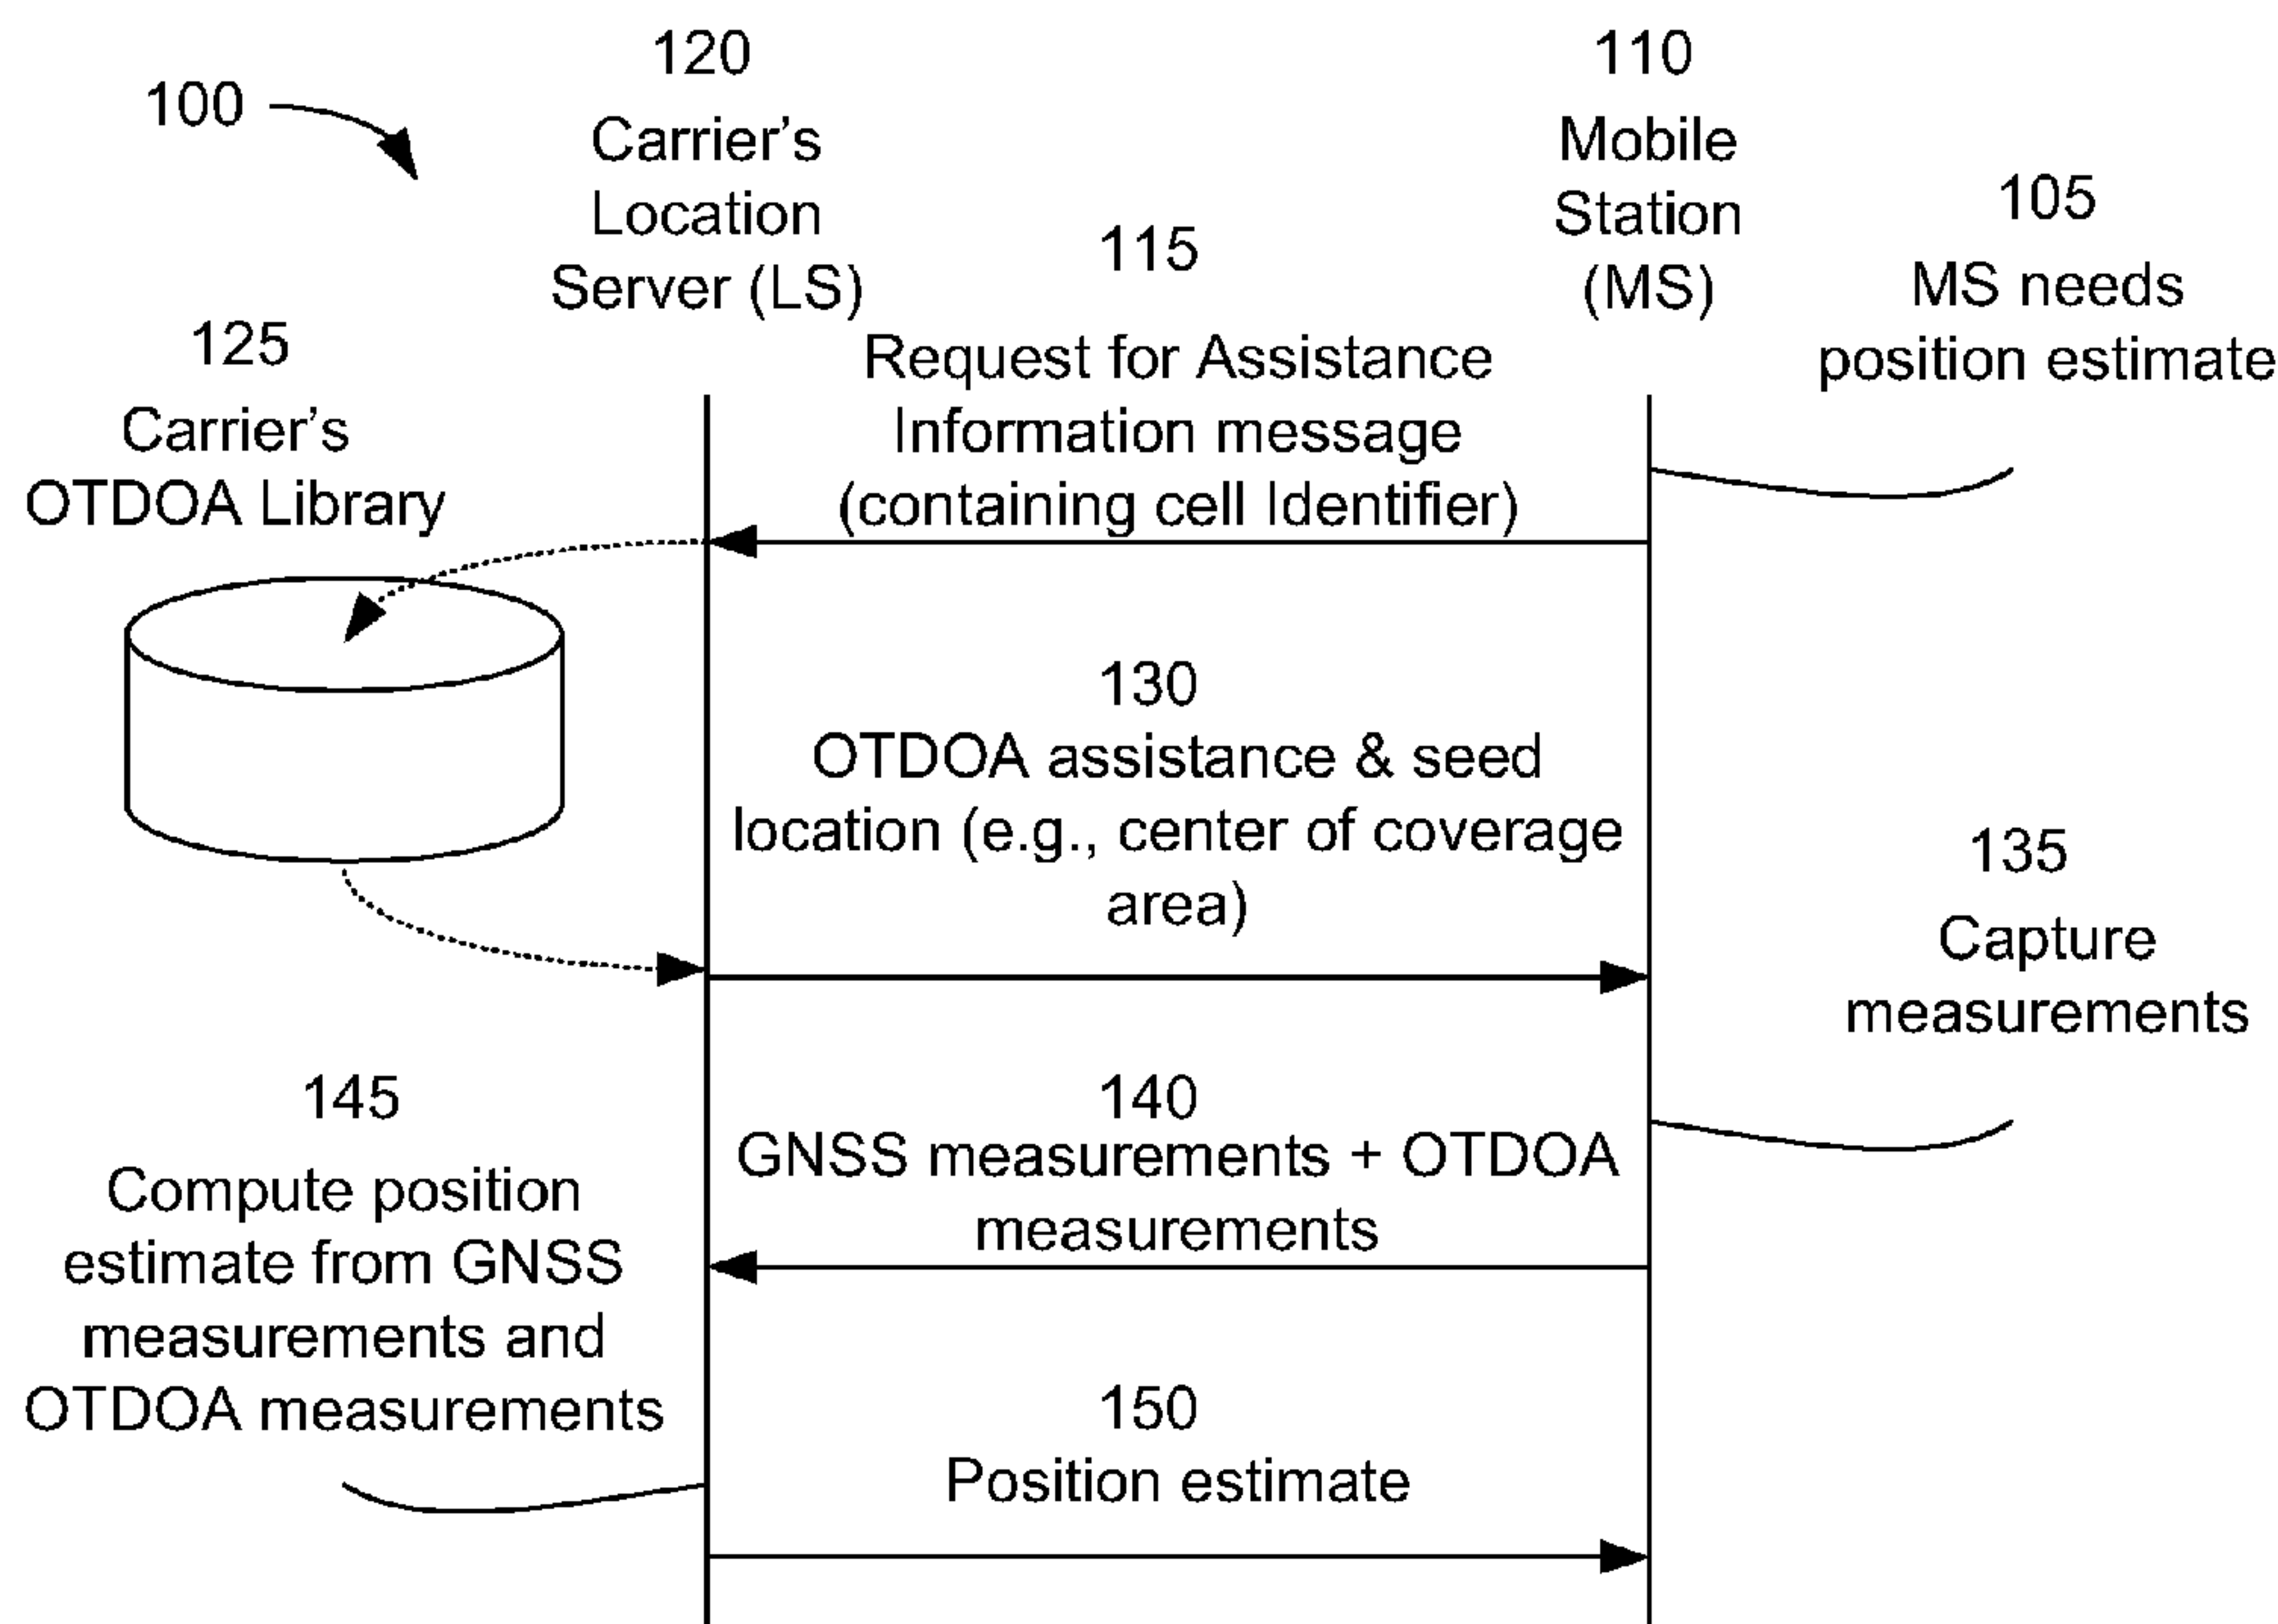 100
120
Carrier's
Location
Server (LS)
110
Mobile
Station
(MS)
105
MS needs
position estimate
115
Request for Assistance
Information message
(containing cell Identifier)
125
Carrier's
OTDOA Library
130
OTDOA assistance & seed
location (e.g., center of coverage
area)
135
Capture
measurements
140
GNSS measurements + OTDOA
measurements
145
Compute position
estimate from GNSS
measurements and
OTDOA measurements
150
Position estimate